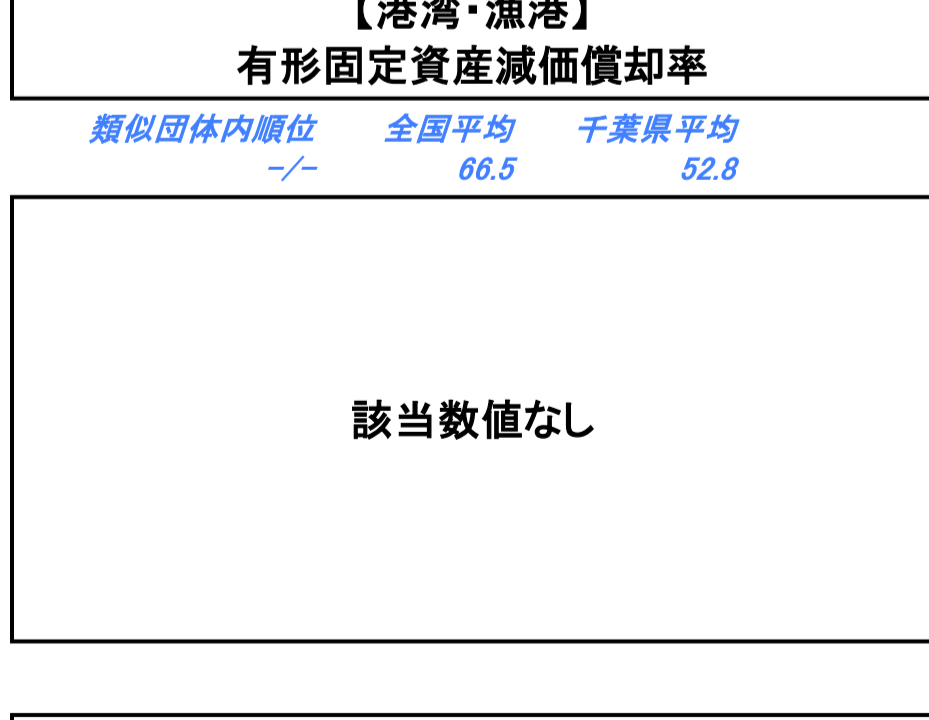 【港湾・漁港】
有形固定資産減価償却率
類似団体内順位 全国平均 千葉県平均
-/- 66.5 52.8
該当数値なし